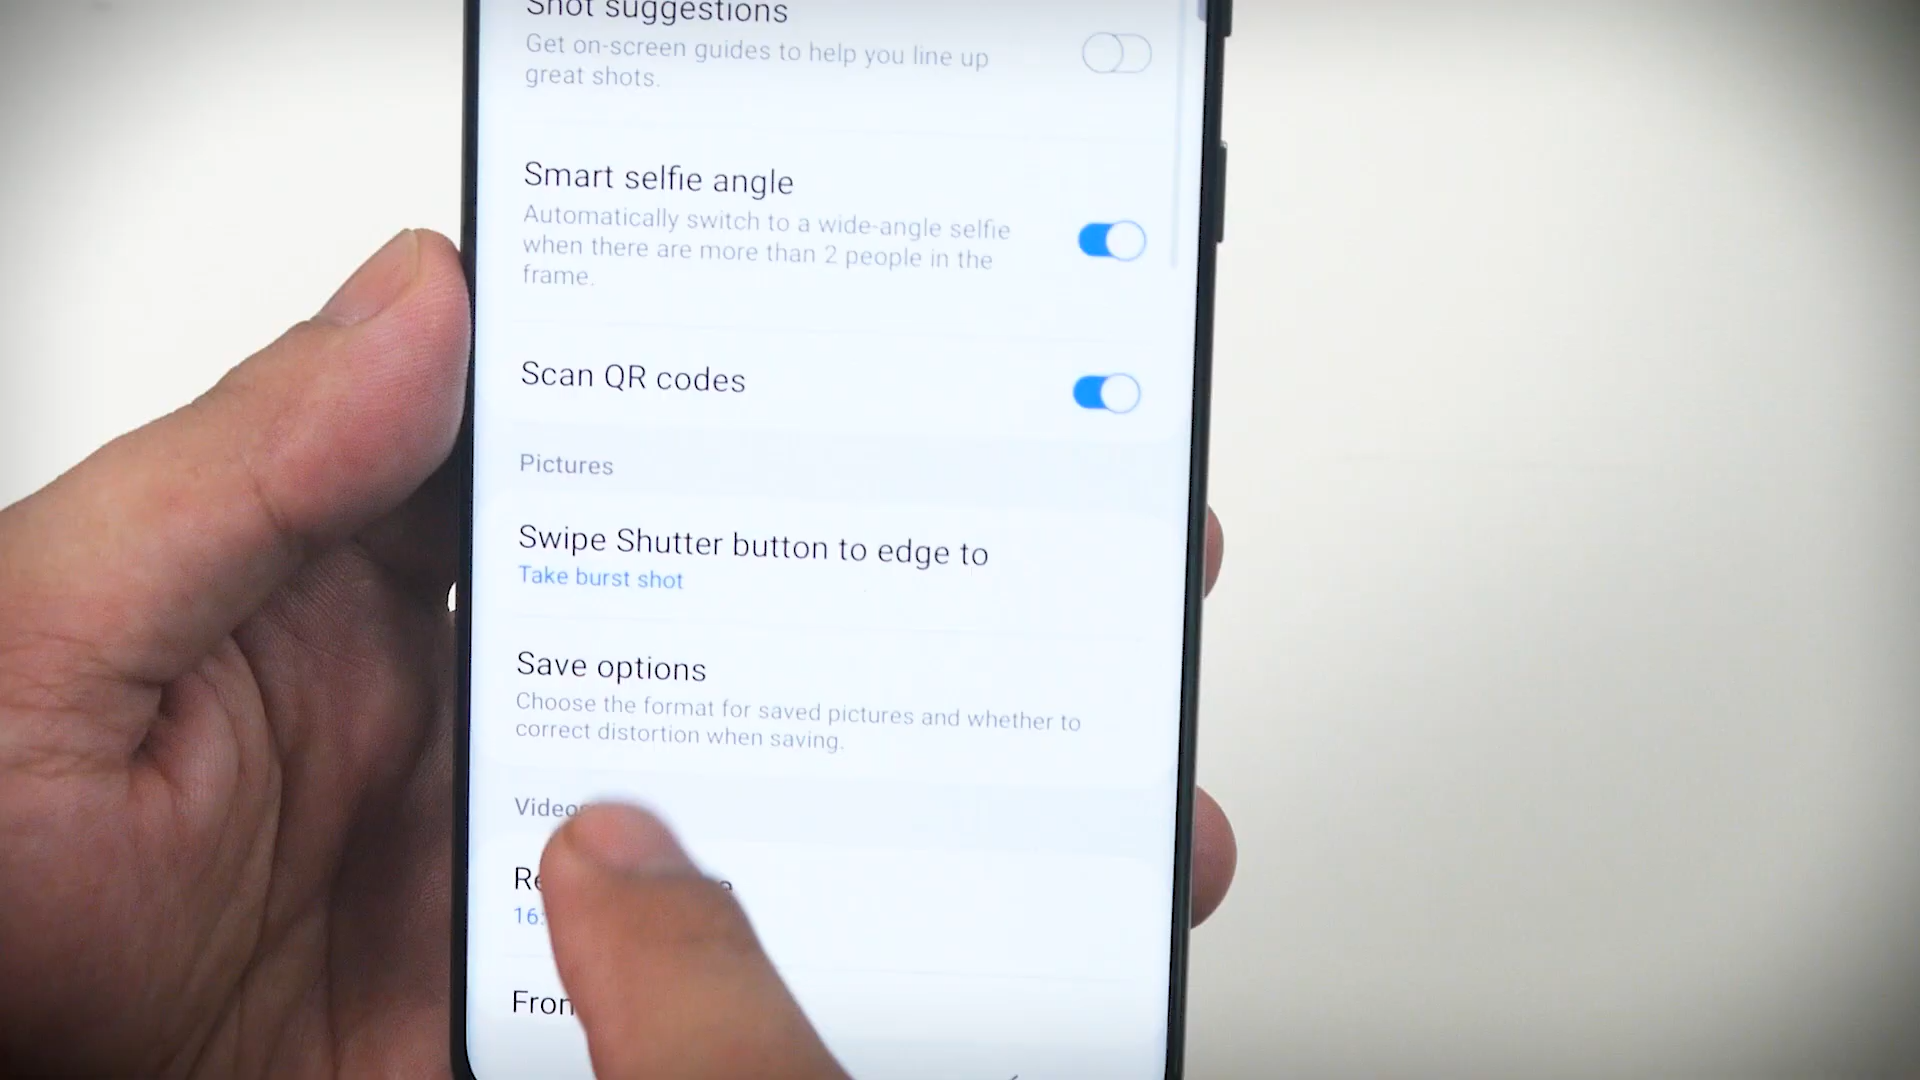 Shot suggestions
Get on-screen guides to help you line up
great shots.
Smart selfie angle
Automatically switch to a wide-angle selfie
when there are more than 2 people in the
frame.
Scan QR codes
Pictures
Swipe Shutter button to edge to
Take burst shot
Save options
Choose the format for saved pictures and whether to
correct distortion when saving.
Videos
16: